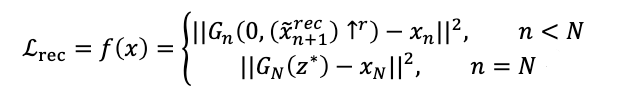 ℒ_rec = f(x) = { ||G_n(0, (x̃_{n+1}^{rec}) ↑^r) − x_n||², n < N
||G_N(z*) − x_N||², n = N